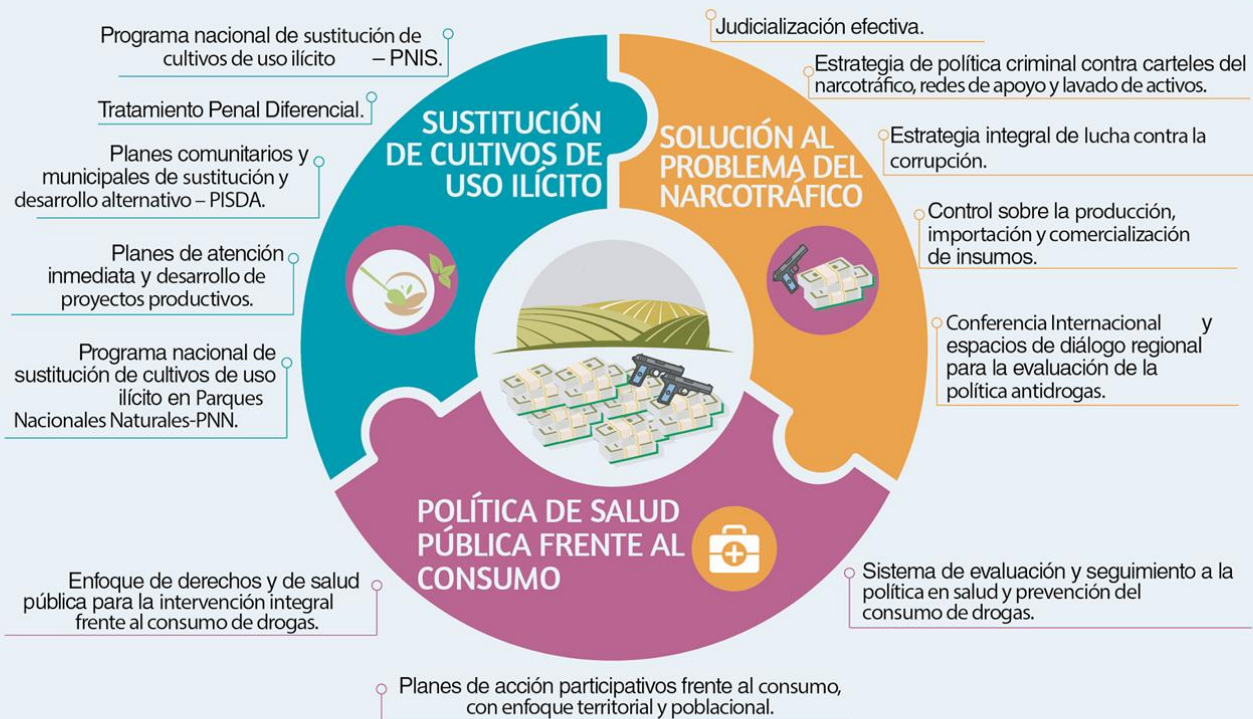 Programa nacional de sustitución de
cultivos de uso ilícito – PNIS.
Tratamiento Penal Diferencial.
Planes comunitarios y
municipales de sustitución y
desarrollo alternativo – PISDA.
Planes de atención
inmediata y desarrollo de
proyectos productivos.
Programa nacional de
sustitución de cultivos de uso
ilícito en Parques
Nacionales Naturales-PNN.
SUSTITUCIÓN
DE CULTIVOS DE
USO ILÍCITO
SOLUCIÓN AL
PROBLEMA DEL
NARCOTRÁFICO
Judicialización efectiva.
Estrategia de política criminal contra carteles del
narcotráfico, redes de apoyo y lavado de activos.
Estrategia integral de lucha contra la
corrupción.
Control sobre la producción,
importación y comercialización
de insumos.
Conferencia Internacional y
espacios de diálogo regional
para la evaluación de la
política antidrogas.
POLÍTICA DE SALUD
PÚBLICA FRENTE AL
CONSUMO
Enfoque de derechos y de salud
pública para la intervención integral
frente al consumo de drogas.
Sistema de evaluación y seguimiento a la
política en salud y prevención del
consumo de drogas.
Planes de acción participativos frente al consumo,
con enfoque territorial y poblacional.